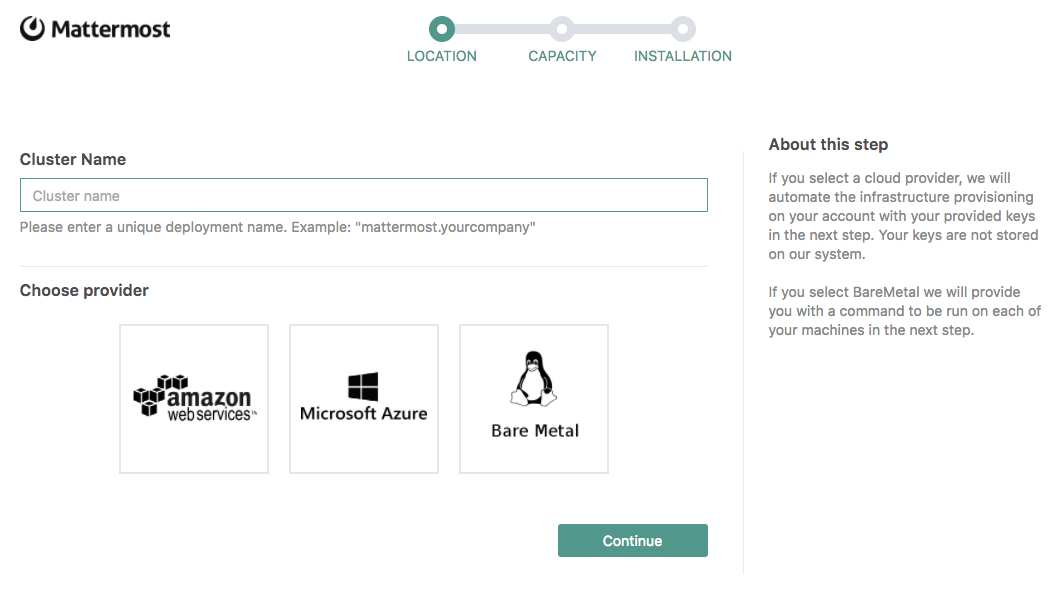 Mattermost
LOCATION
CAPACITY
INSTALLATION
Cluster Name
Cluster name
Please enter a unique deployment name. Example: "mattermost.yourcompany"
Choose provider
amazon
web services™
Microsoft Azure
Bare Metal
Continue
About this step
If you select a cloud provider, we will
automate the infrastructure provisioning
on your account with your provided keys
in the next step. Your keys are not stored
on our system.
If you select BareMetal we will provide
you with a command to be run on each of
your machines in the next step.